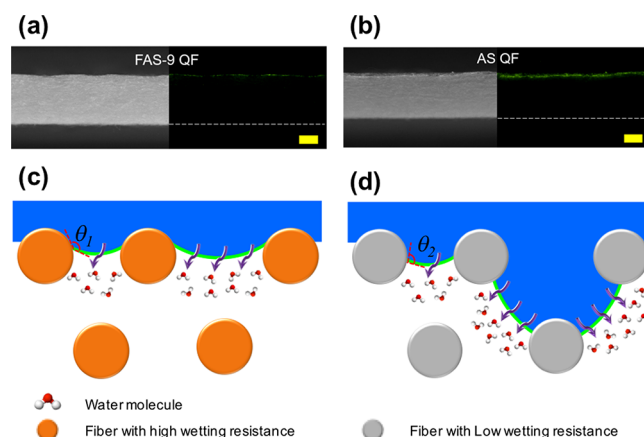 (a)
FAS-9 QF
(b)
AS QF
(c)
θ1
(d)
θ2
Water molecule
Fiber with high wetting resistance
Fiber with Low wetting resistance